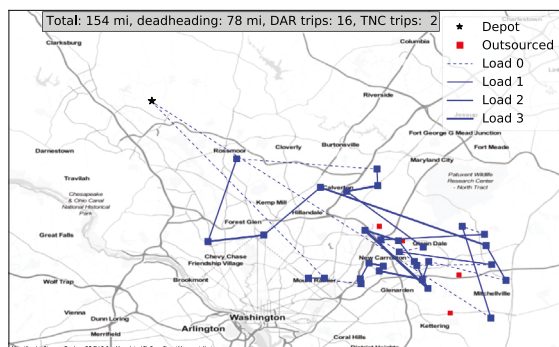 Total: 154 mi, deadheading: 78 mi, DAR trips: 16, TNC trips: 2
Clarksburg
Columbia
Depot
Outsourced
Load 0
Load 1
Load 2
Load 3
Riverside
Fort George G Mead Junction
Darnestown
Rossmoor
Cloverly
Burtonsville
Fort Meade
Maryland City
Travilah
Patuxent Wildlife
Research Center
- North Tract
Chesapeake
& Ohio Canal
National Historical
Park
Calverton
Kemp Mill
Hillandale
Forest Glen
Great Falls
Glenn Dale
Chevy Chase
Friendship Village
New Carrollton
Wolf Trap
Brookmont
Mount Rainier
Glenarden
Mitchellville
Vienna
Dunn Loring
Merrifield
Washington
Arlington
Kettering
Coral Hills